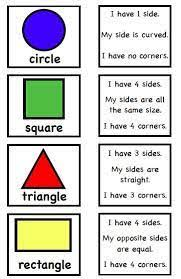 circle
I have 1 side.
My side is curved.
I have no corners.
square
I have 4 sides.
My sides are all
the same size.
I have 4 corners.
triangle
I have 3 sides.
My sides are
straight.
I have 3 corners.
rectangle
I have 4 sides.
My opposite sides
are equal.
I have 4 corners.